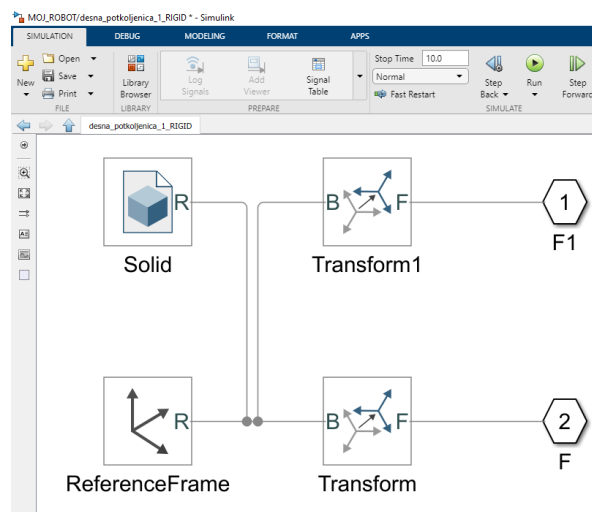 MOJ_ROBOT/desna_potkoljenica_1_RIGID * - Simulink
SIMULATION DEBUG MODELING FORMAT APPS
New
Open
Save
Print
FILE
Library
Browser
LIBRARY
Log
Signals
Add
Viewer
Signal
Table
PREPARE
Stop Time 10.0
Normal
Fast Restart
Step
Back
Run
Step
Forward
SIMULATE
desna_potkoljenica_1_RIGID
R
Solid
B F
Transform1
1
F1
R
ReferenceFrame
B F
Transform
2
F